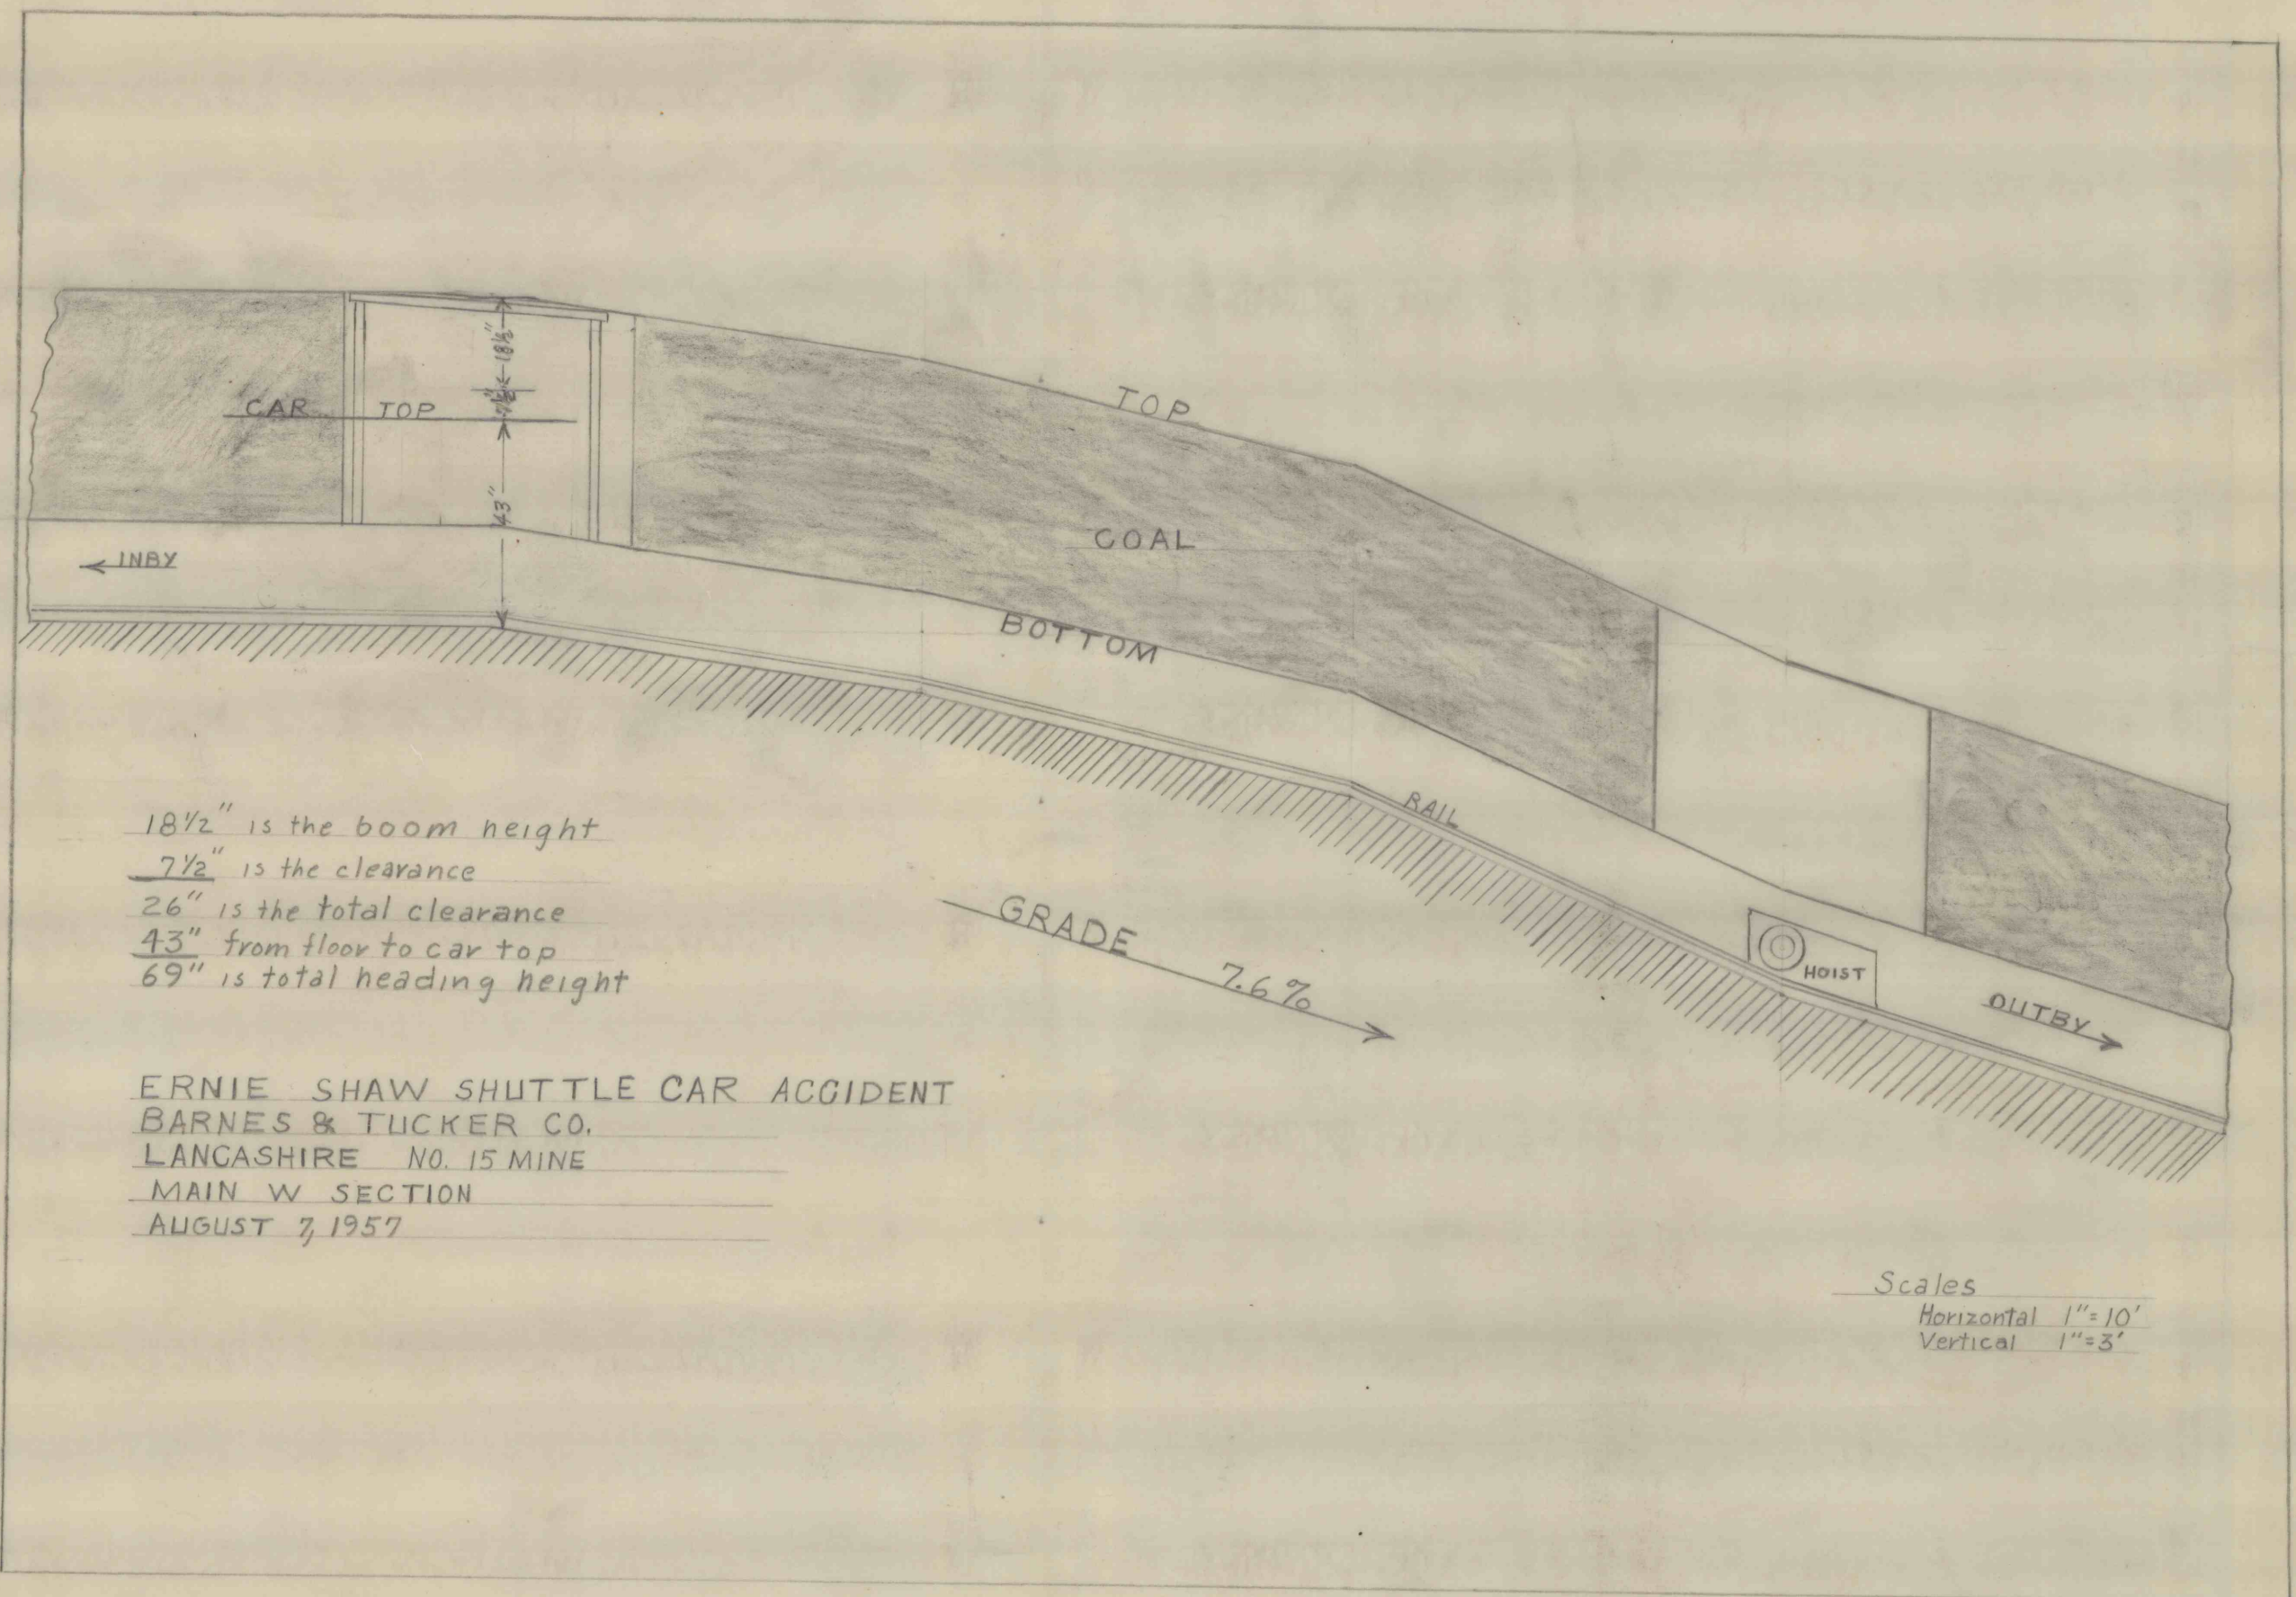 18½"
CAR TOP
7½"
TOP
43"
COAL
INBY
BOTTOM
RAIL
18½" is the boom height
7½" is the clearance
26" is the total clearance
43" from floor to car top
69" is total heading height
GRADE 7.6%
HOIST
OUTBY
ERNIE SHAW SHUTTLE CAR ACCIDENT
BARNES & TUCKER CO.
LANCASHIRE NO. 15 MINE
MAIN W SECTION
AUGUST 7, 1957
Scales
Horizontal 1"=10'
Vertical 1"=3'